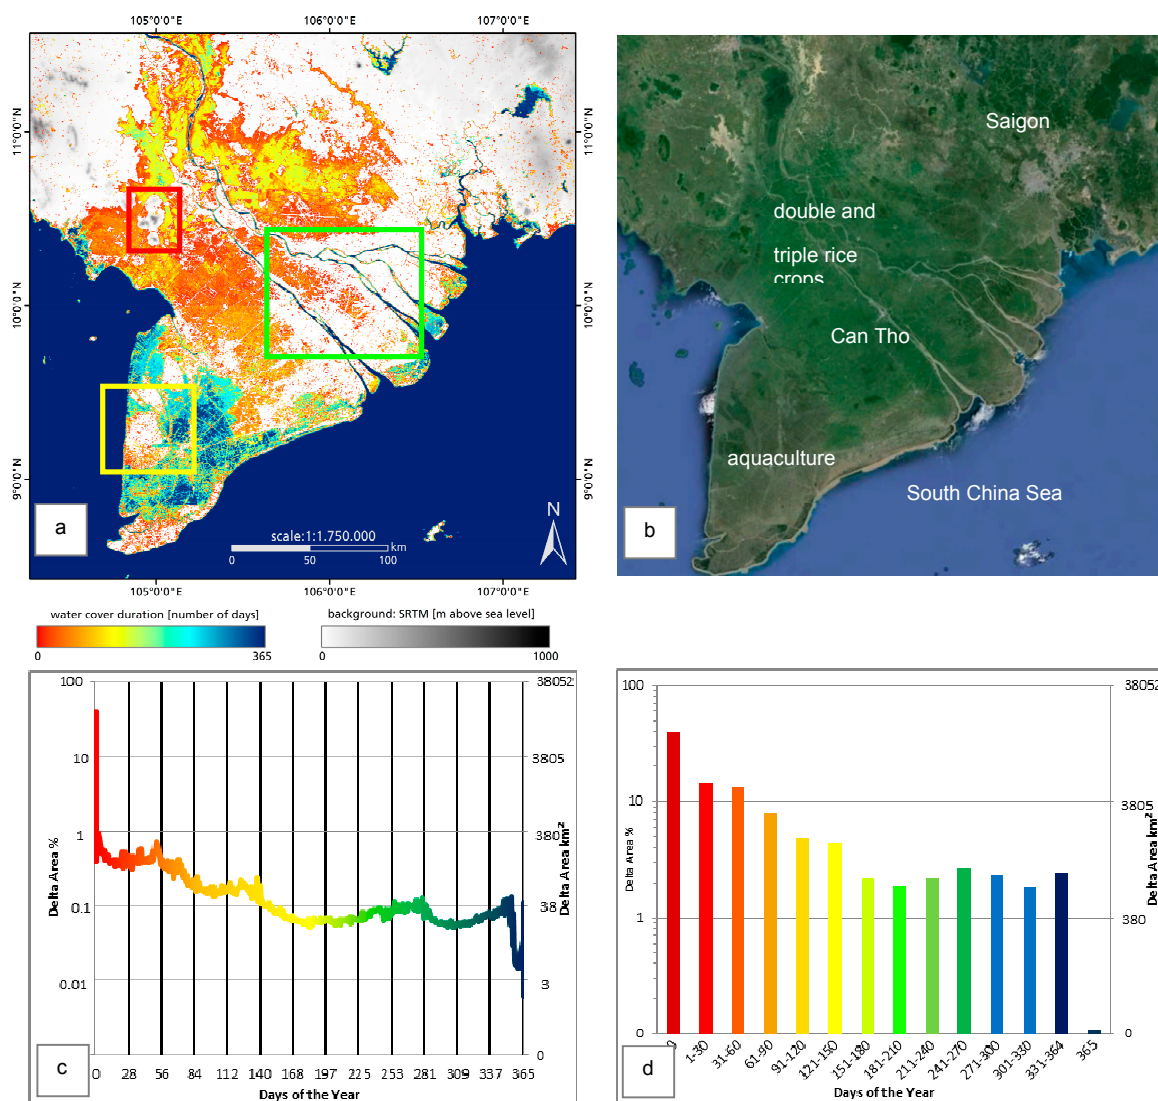 105°0'0"E 106°0'0"E 107°0'0"E
11°0'0"N
11°0'0"N
10°0'0"N
10°0'0"N
9°0'0"N
9°0'0"N
a
scale:1:1.750.000
km
0 50 100
N
105°0'0"E 106°0'0"E 107°0'0"E
Saigon
double and
triple rice
crops
Can Tho
aquaculture
South China Sea
b
water cover duration [number of days]
0 365
background: SRTM [m above sea level]
0 1000
100
10
1
0.1
0.01
Delta Area %
38052
3805
380
38
3
0
Delta Area km²
c
0 28 56 84 112 140 168 197 225 253 281 309 337 365
Days of the Year
100
10
1
0
Delta Area %
38052
3805
380
0
Delta Area km²
d
0 1-30 31-60 61-90 91-120 121-150 151-180 181-210 211-240 241-270 271-300 301-330 331-364 365
Days of the Year